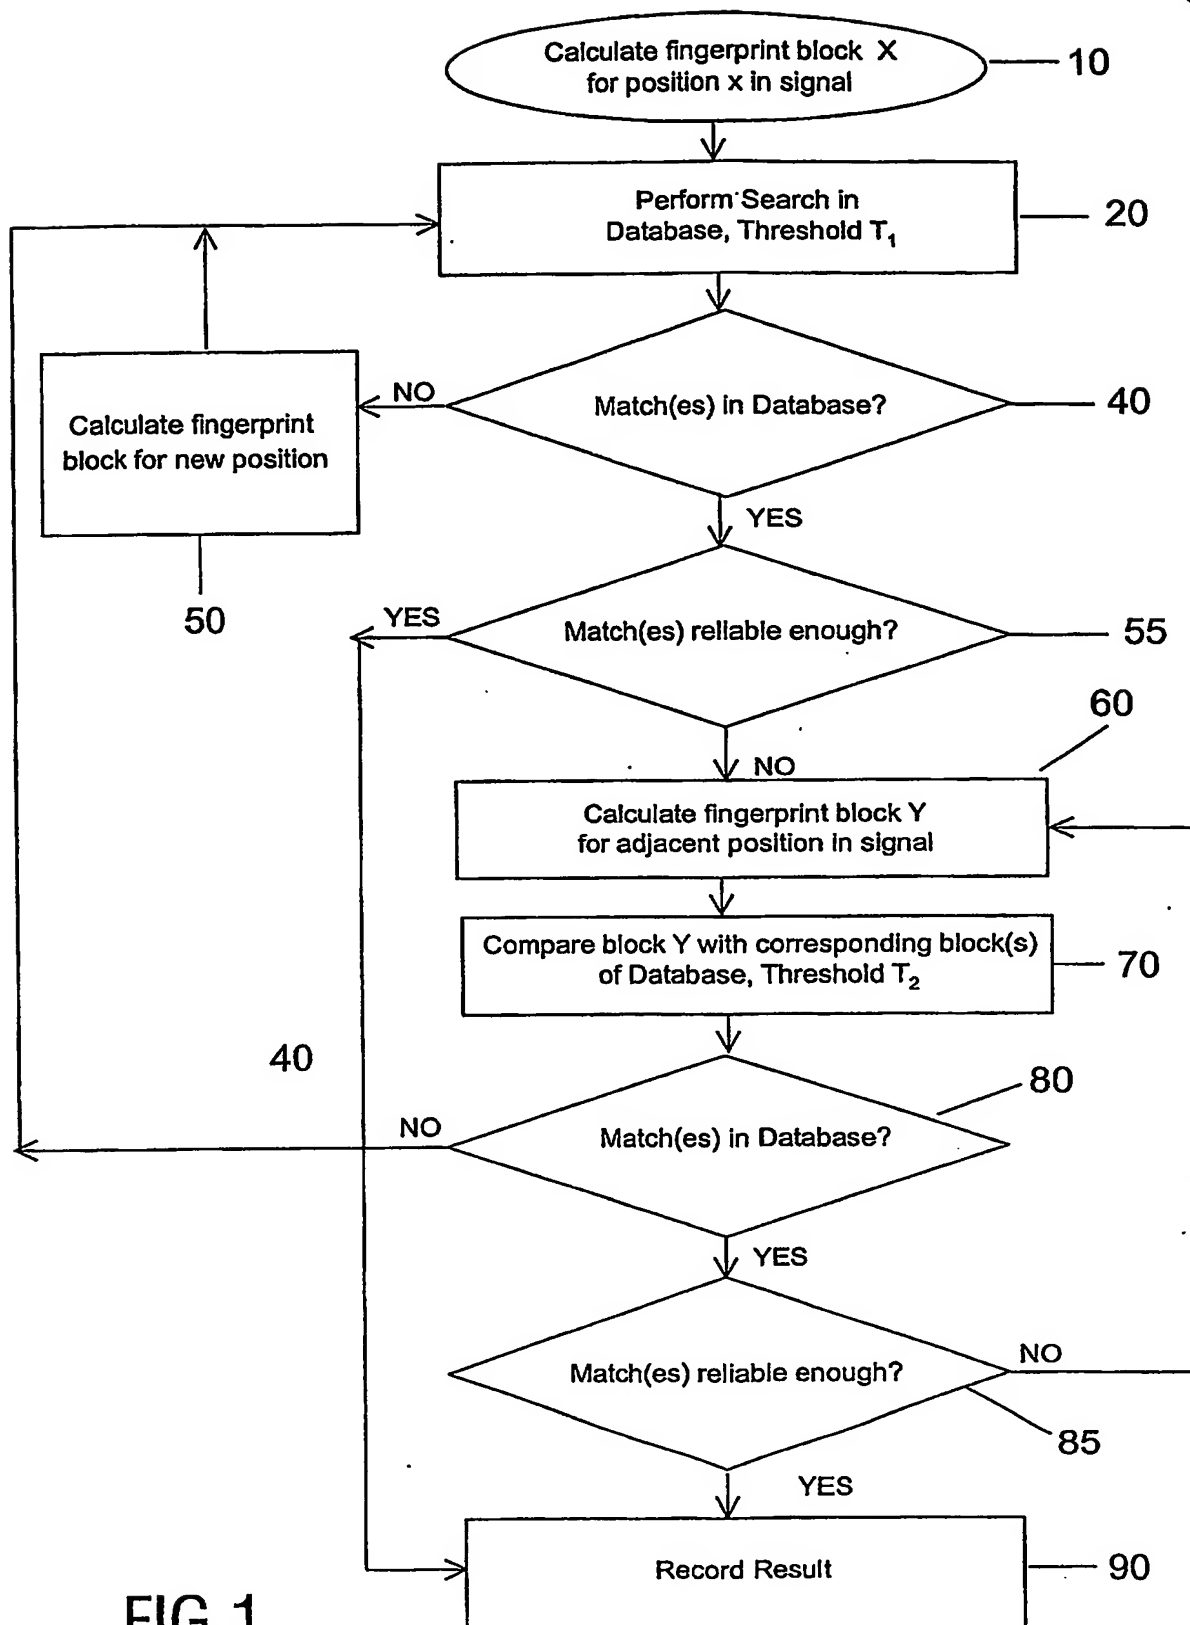 Calculate fingerprint block X
for position x in signal
10
Perform Search in
Database, Threshold T₁
20
NO
Match(es) in Database?
40
Calculate fingerprint
block for new position
YES
50
YES
Match(es) reliable enough?
55
60
NO
Calculate fingerprint block Y
for adjacent position in signal
Compare block Y with corresponding block(s)
of Database, Threshold T₂
70
40
80
NO
Match(es) in Database?
YES
Match(es) reliable enough?
NO
85
YES
Record Result
90
FIG. 1